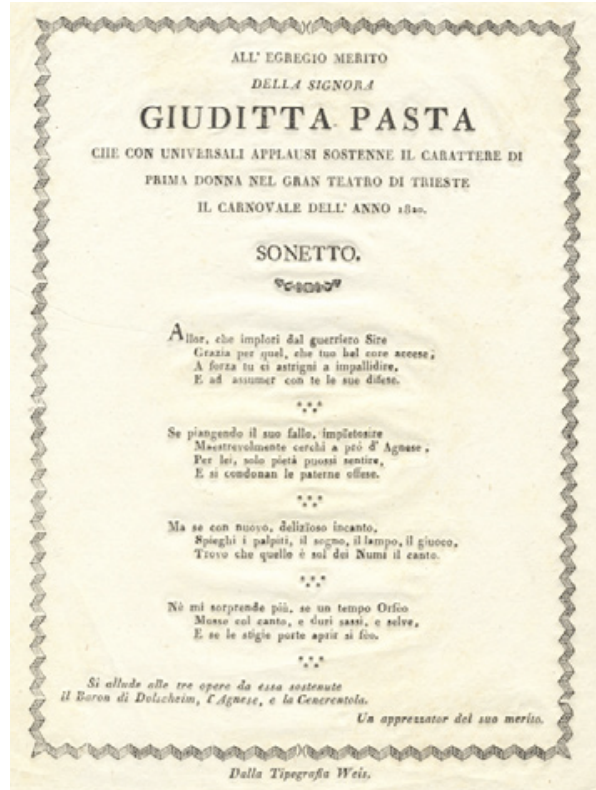 ALL' EGREGIO MERITO
DELLA SIGNORA
GIUDITTA PASTA
CHE CON UNIVERSALI APPLAUSI SOSTENNE IL CARATTERE DI
PRIMA DONNA NEL GRAN TEATRO DI TRIESTE
IL CARNOVALE DELL' ANNO 1820.
SONETTO.
Allor, che implori dal guerriero Sire
Grazia per quel, che tuo bel core accese,
A forza tu ci astrigni a impallidire,
E ad assumer con te le sue difese.
Se piangendo il suo fallo, impietosire
Maestrevolmente cerchi a pró d' Agnese,
Per lei, solo pietà puossi sentire,
E si condonan le paterne offese.
Ma se con nuovo, delizioso incanto,
Spieghi i palpiti, il sogno, il lampo, il giuoco,
Trovo che quello è sol dei Numi il canto.
Nè mi sorprende più, se un tempo Orféo
Mosse col canto, e duri sassi, e selve,
E se le stigie porte aprir si féo.
Si allude alle tre opere da essa sostenute
il Baron di Dolscheim, l'Agnese, e la Cenerentola.
Un apprezzator del suo merito.
Dalla Tipografia Weis.